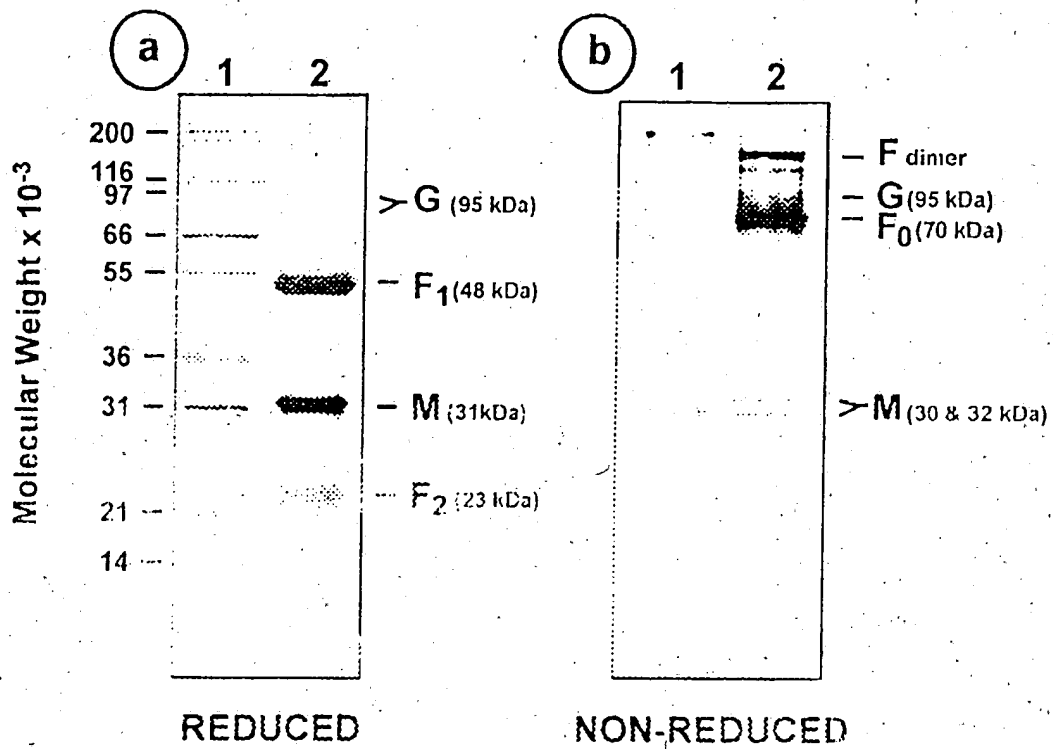 a
1 2
Molecular Weight x 10-3
200
116
97
66
55
36
31
21
14
G (95 kDa)
F1 (48 kDa)
M (31kDa)
F2 (23 kDa)
REDUCED
b
1 2
F dimer
G (95 kDa)
F0 (70 kDa)
M (30 & 32 kDa)
NON-REDUCED